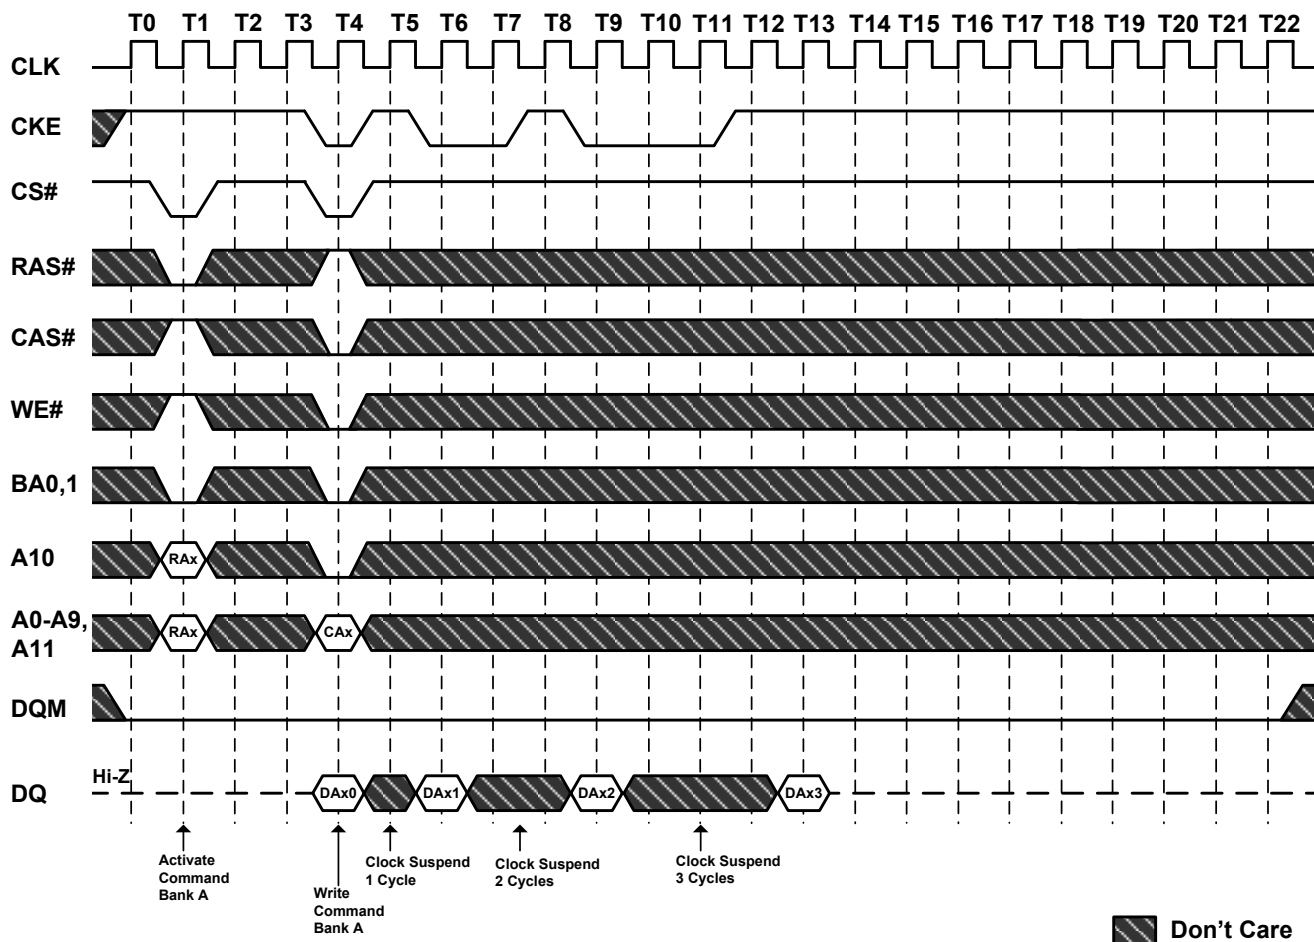 T0 T1 T2 T3 T4 T5 T6 T7 T8 T9 T10 T11 T12 T13 T14 T15 T16 T17 T18 T19 T20 T21 T22
CLK
CKE
CS#
RAS#
CAS#
WE#
BA0,1
A10
RAx
A0-A9,
A11
RAx CAx
DQM
Hi-Z
DQ
DAx0 DAx1 DAx2 DAx3
Activate
Command
Bank A
Write
Command
Bank A
Clock Suspend
1 Cycle
Clock Suspend
2 Cycles
Clock Suspend
3 Cycles
Don't Care